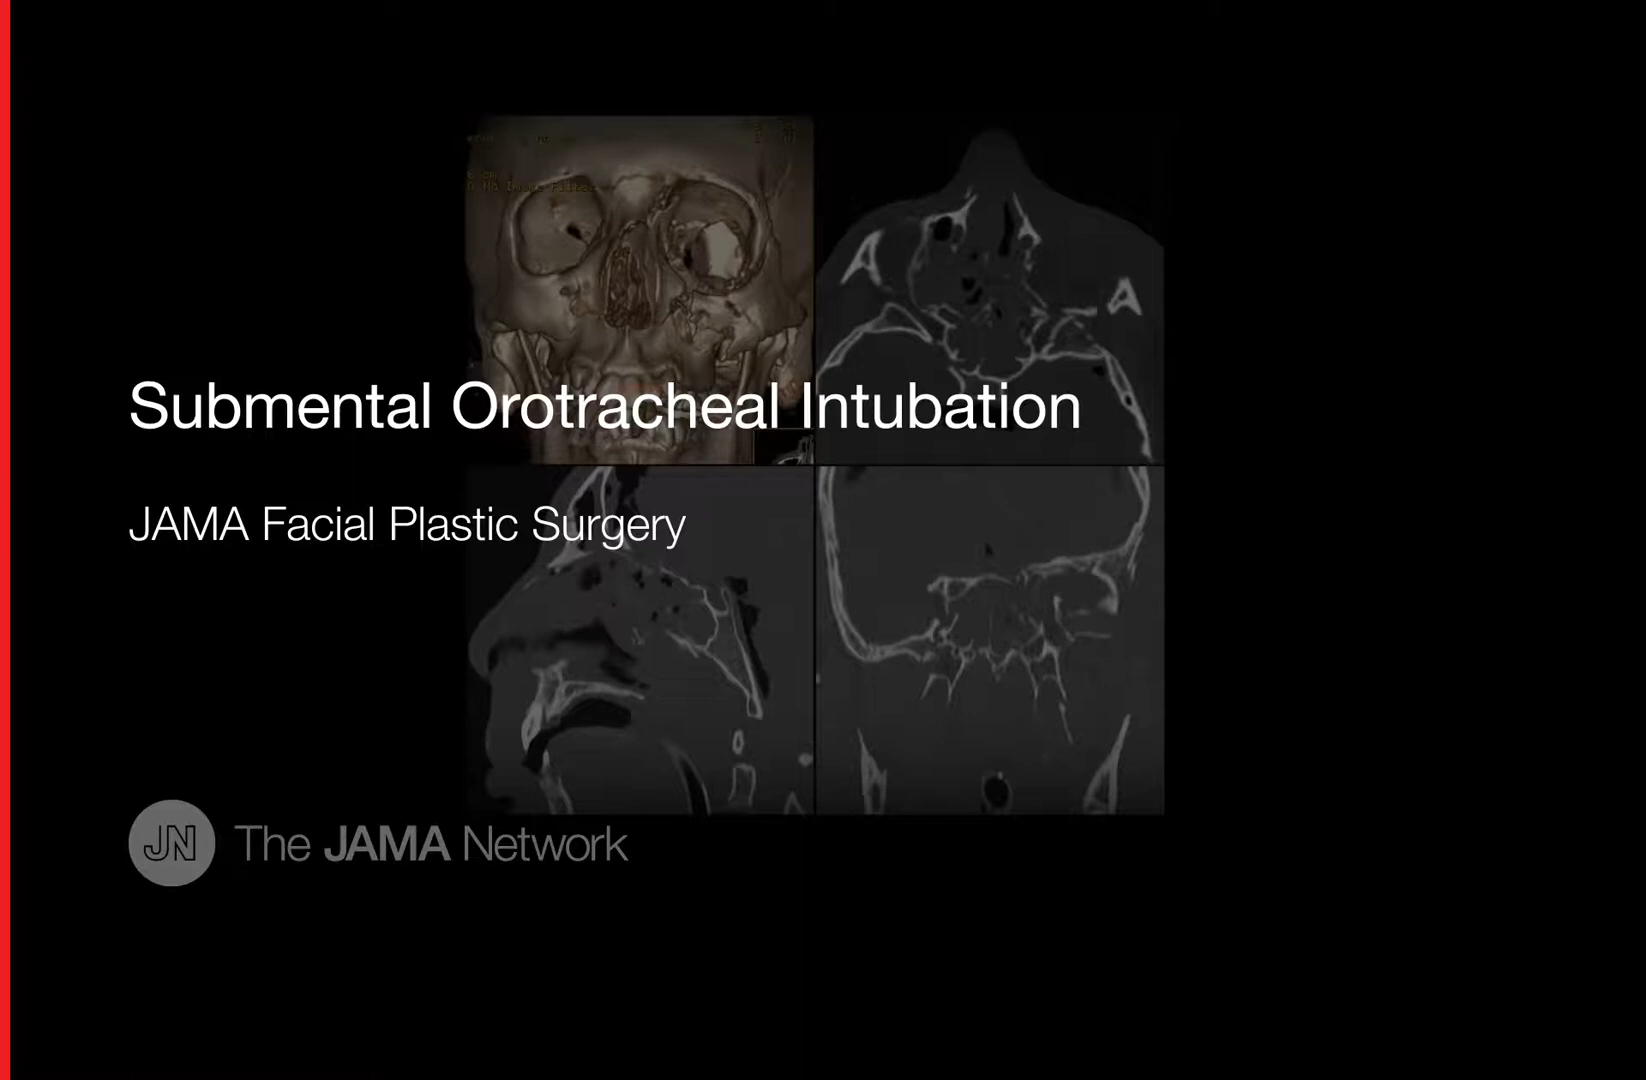 Submental Orotracheal Intubation
JAMA Facial Plastic Surgery
JN The JAMA Network